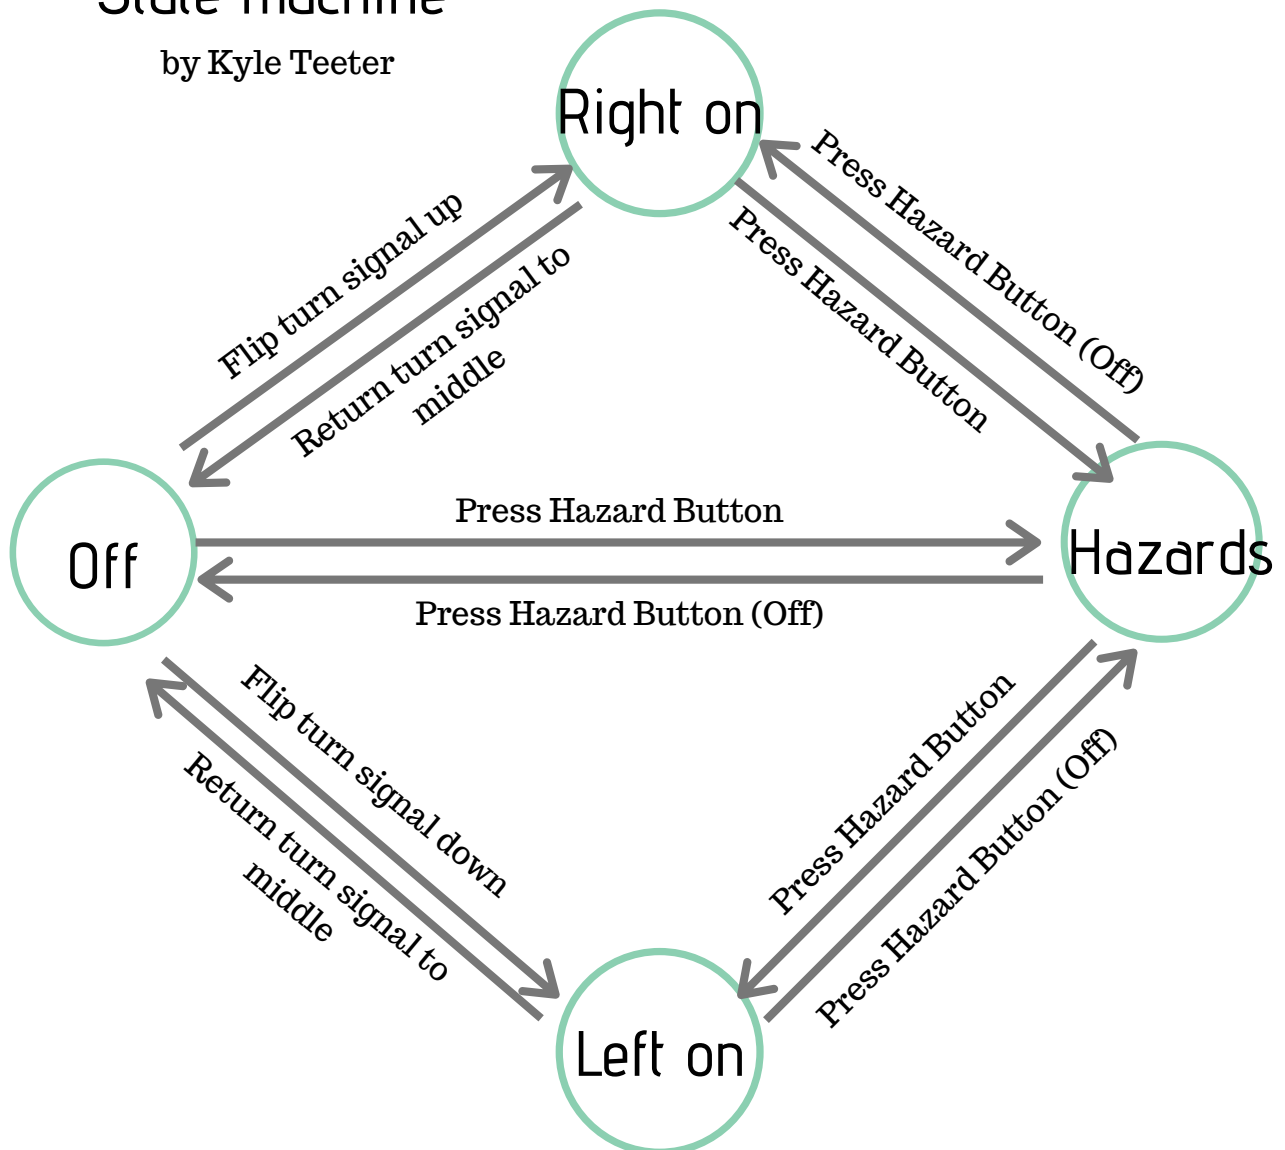 State machine
by Kyle Teeter
Right on
Press Hazard Button (Off)
Press Hazard Button
Flip turn signal up
Return turn signal to
middle
Off
Press Hazard Button
Press Hazard Button (Off)
Hazards
Flip turn signal down
Return turn signal to
middle
Press Hazard Button
Press Hazard Button (Off)
Left on